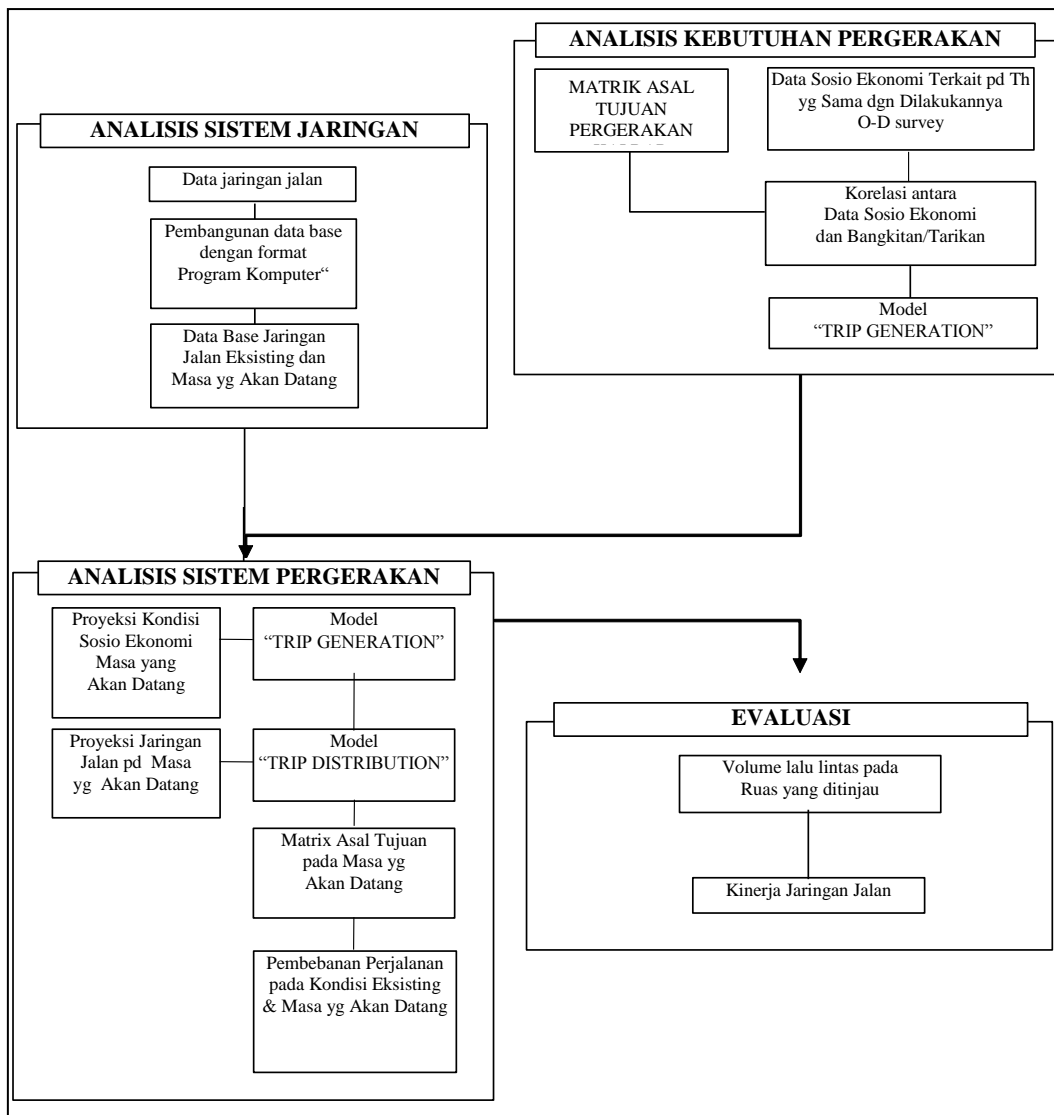 ANALISIS KEBUTUHAN PERGERAKAN
MATRIK ASAL
TUJUAN
PERGERAKAN
Data Sosio Ekonomi Terkait pd Th
yg Sama dgn Dilakukannya
O-D survey
Korelasi antara
Data Sosio Ekonomi
dan Bangkitan/Tarikan
Model
“TRIP GENERATION”
ANALISIS SISTEM JARINGAN
Data jaringan jalan
Pembangunan data base
dengan format
Program Komputer“
Data Base Jaringan
Jalan Eksisting dan
Masa yg Akan Datang
ANALISIS SISTEM PERGERAKAN
Proyeksi Kondisi
Sosio Ekonomi
Masa yang
Akan Datang
Model
“TRIP GENERATION”
Proyeksi Jaringan
Jalan pd Masa
yg Akan Datang
Model
“TRIP DISTRIBUTION”
Matrix Asal Tujuan
pada Masa yg
Akan Datang
Pembebanan Perjalanan
pada Kondisi Eksisting
& Masa yg Akan Datang
EVALUASI
Volume lalu lintas pada
Ruas yang ditinjau
Kinerja Jaringan Jalan